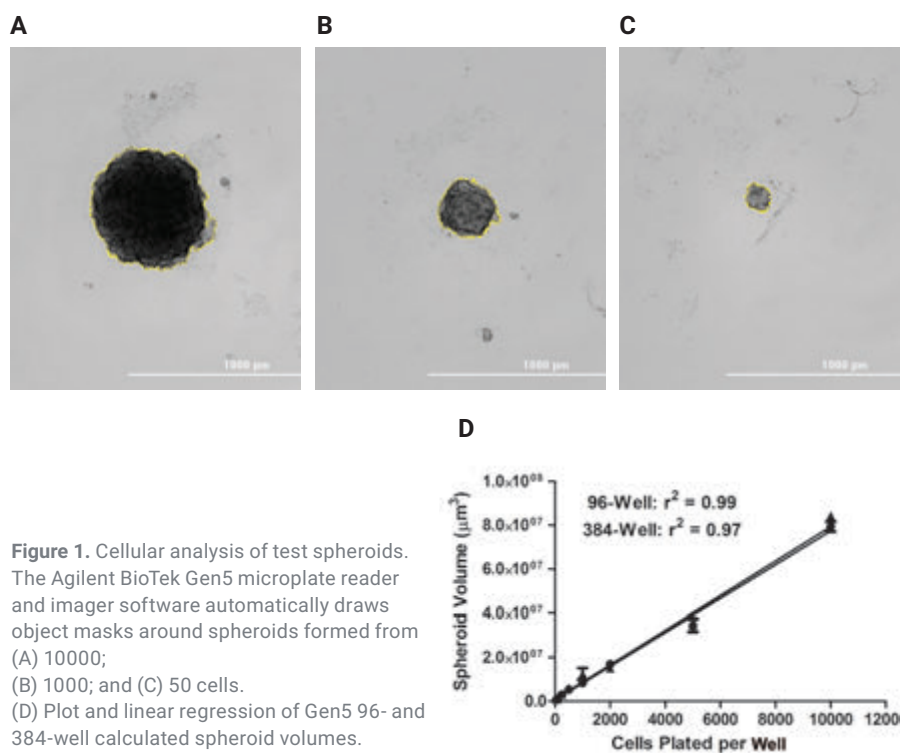 A
B
C
1000 µm
1000 µm
1000 µm
D
Figure 1. Cellular analysis of test spheroids.
The Agilent BioTek Gen5 microplate reader
and imager software automatically draws
object masks around spheroids formed from
(A) 10000;
(B) 1000; and (C) 50 cells.
(D) Plot and linear regression of Gen5 96- and
384-well calculated spheroid volumes.
Spheroid Volume (μm³)
1.0×10⁰⁸
8.0×10⁰⁷
6.0×10⁰⁷
4.0×10⁰⁷
2.0×10⁰⁷
0.0
96-Well: r² = 0.99
384-Well: r² = 0.97
0 2000 4000 6000 8000 10000 12000
Cells Plated per Well